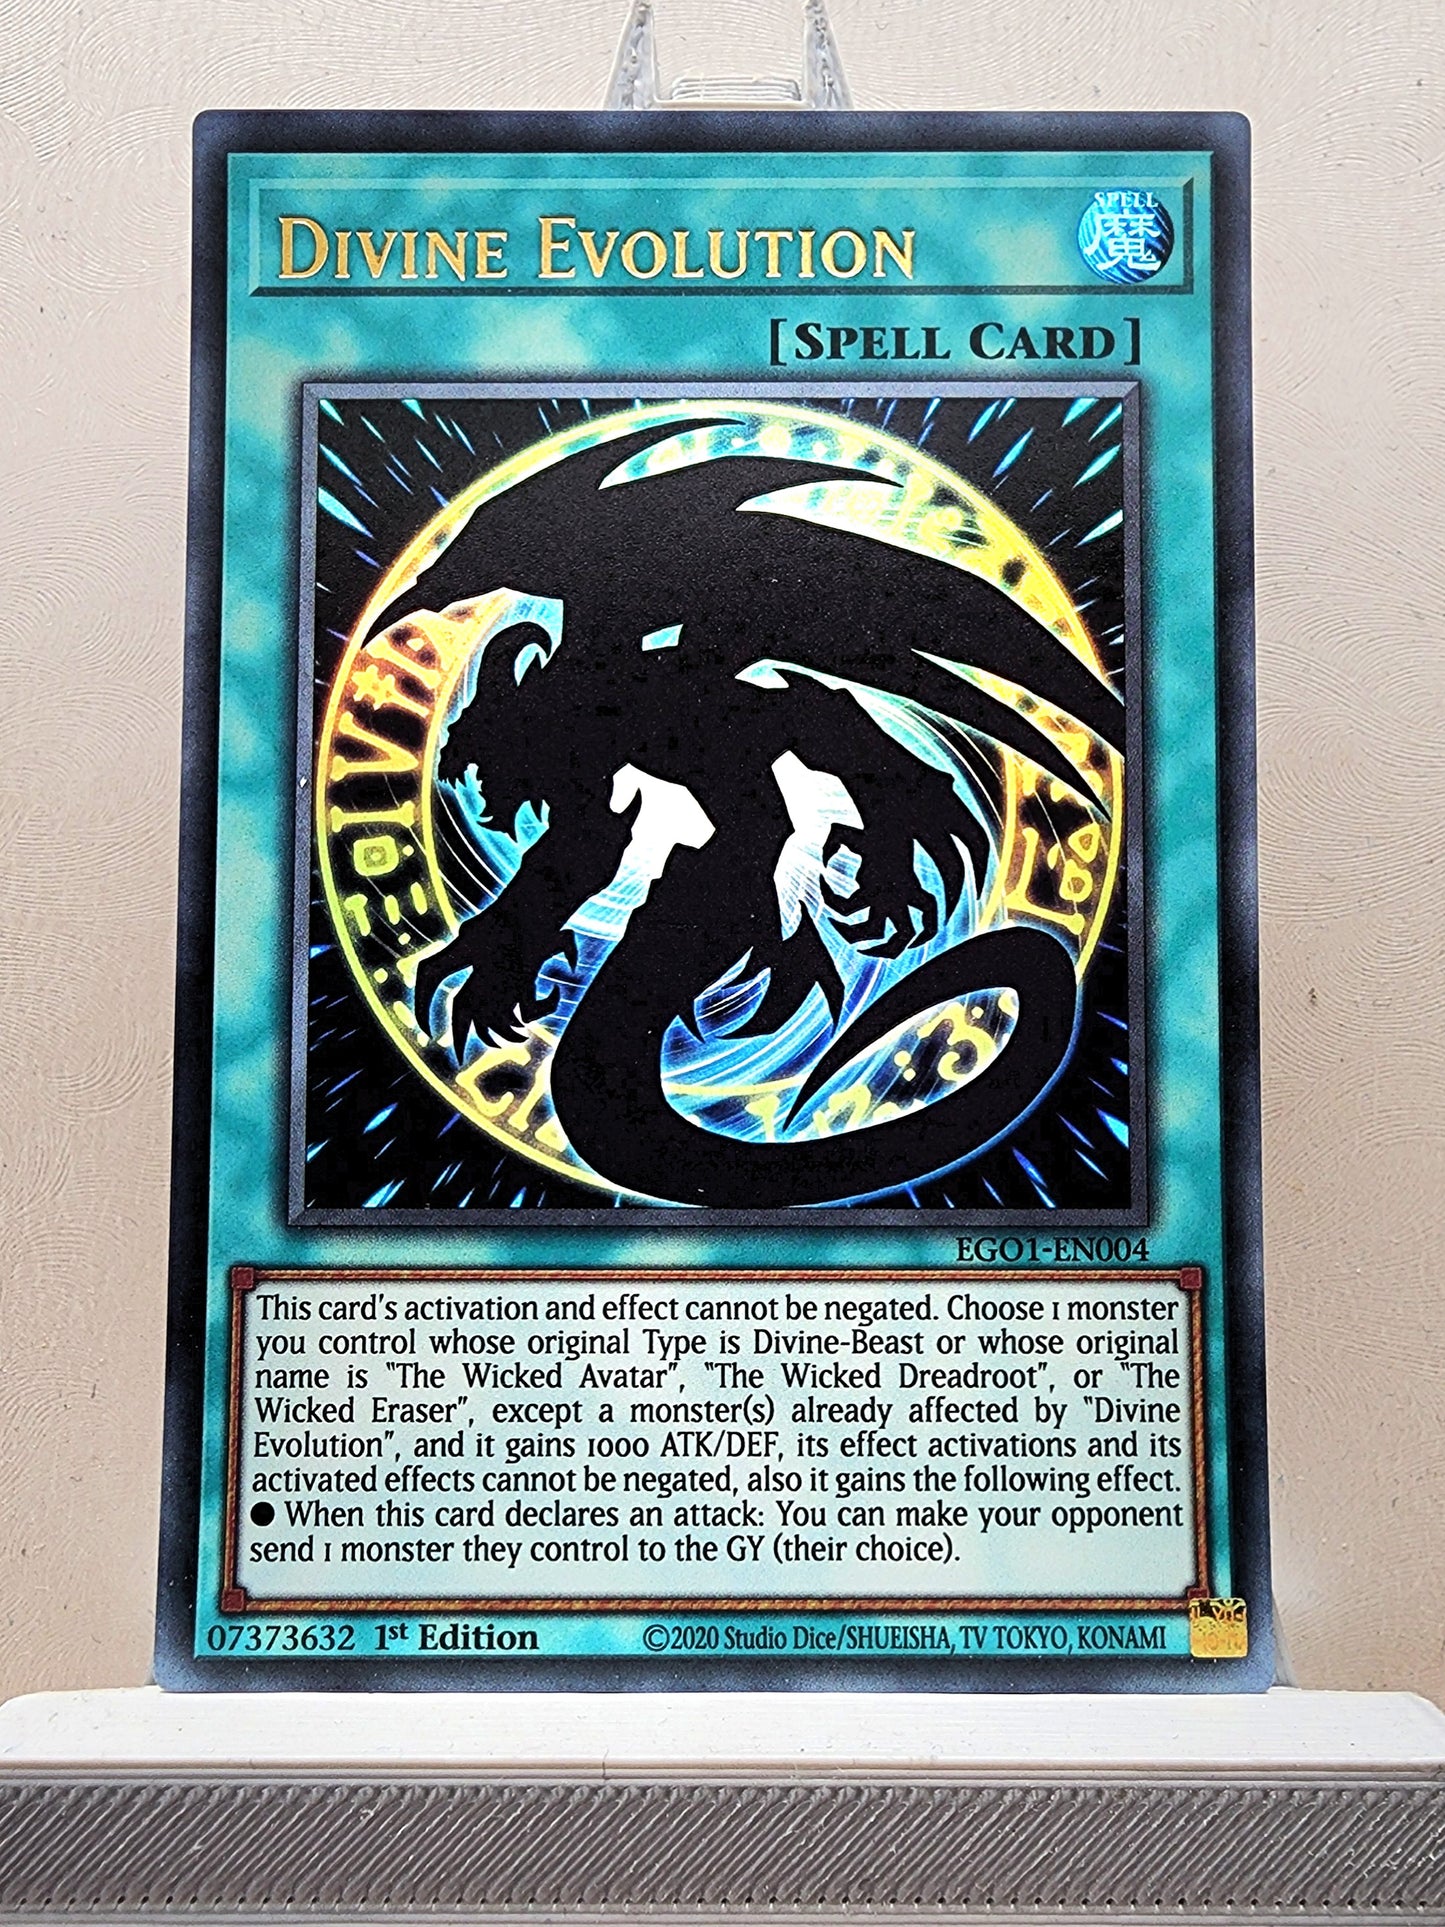 DIVINE EVOLUTION
SPELL
魔
[SPELL CARD]
EGO1-EN004
This card's activation and effect cannot be negated. Choose 1 monster
you control whose original Type is Divine-Beast or whose original
name is "The Wicked Avatar", "The Wicked Dreadroot", or "The
Wicked Eraser", except a monster(s) already affected by "Divine
Evolution", and it gains 1000 ATK/DEF, its effect activations and its
activated effects cannot be negated, also it gains the following effect.
● When this card declares an attack: You can make your opponent
send 1 monster they control to the GY (their choice).
07373632 1st Edition
©2020 Studio Dice/SHUEISHA, TV TOKYO, KONAMI